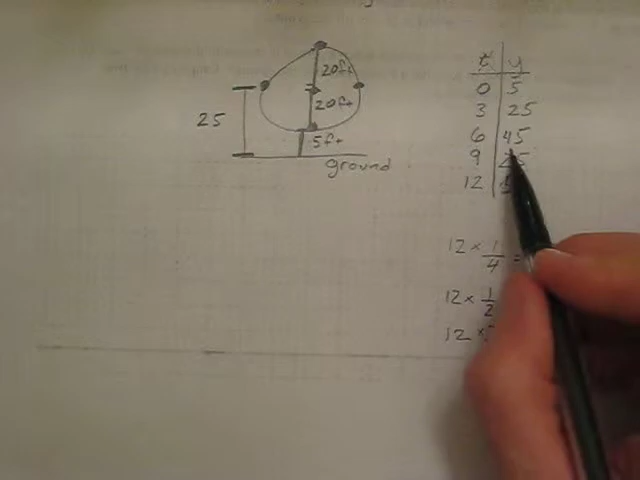 20ft
20ft
25
5ft
ground
t y
0 5
3 25
6 45
9 25
12
12 × 1/4 =
12 × 1/2
12 ×